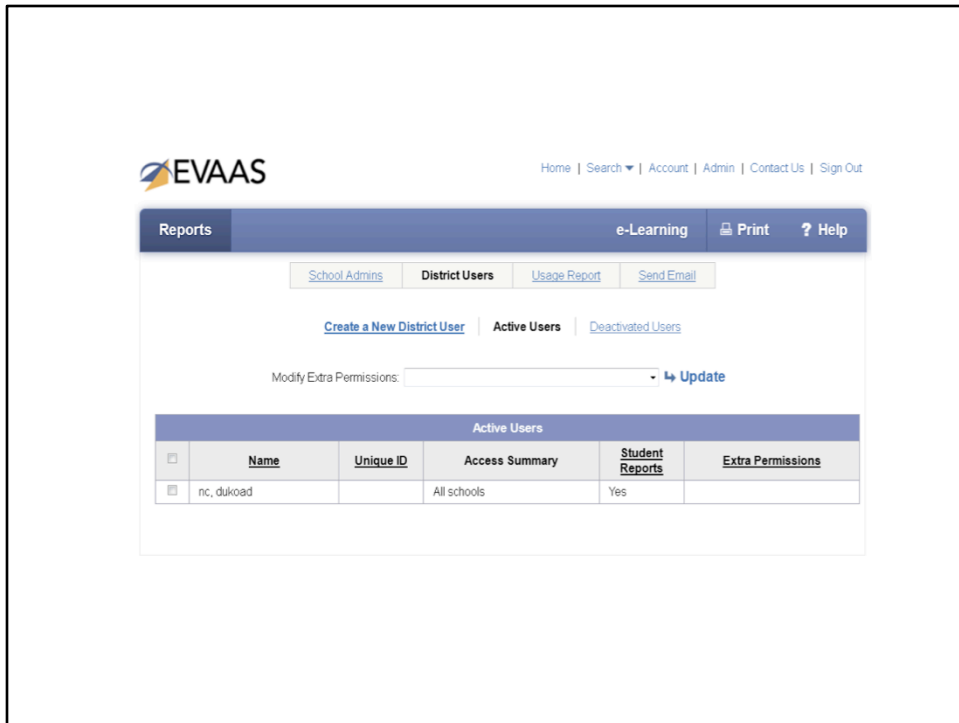 EVAAS
Home | Search | Account | Admin | Contact Us | Sign Out
Reports e-Learning Print ? Help
School Admins District Users Usage Report Send Email
Create a New District User Active Users Deactivated Users
Modify Extra Permissions: Update
Active Users
Name Unique ID Access Summary Student Reports Extra Permissions
nc, dukoad All schools Yes